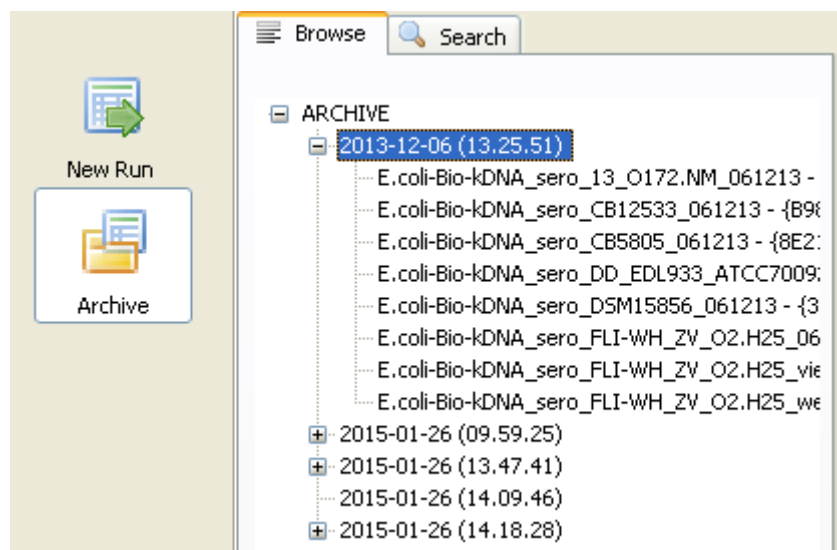 Browse
Search
New Run
Archive
ARCHIVE
2013-12-06 (13.25.51)
E.coli-Bio-kDNA_sero_13_O172.NM_061213 -
E.coli-Bio-kDNA_sero_CB12533_061213 - {B98
E.coli-Bio-kDNA_sero_CB5805_061213 - {8E21
E.coli-Bio-kDNA_sero_DD_EDL933_ATCC70092
E.coli-Bio-kDNA_sero_DSM15856_061213 - {3
E.coli-Bio-kDNA_sero_FLI-WH_ZV_O2.H25_06
E.coli-Bio-kDNA_sero_FLI-WH_ZV_O2.H25_vie
E.coli-Bio-kDNA_sero_FLI-WH_ZV_O2.H25_we
2015-01-26 (09.59.25)
2015-01-26 (13.47.41)
2015-01-26 (14.09.46)
2015-01-26 (14.18.28)